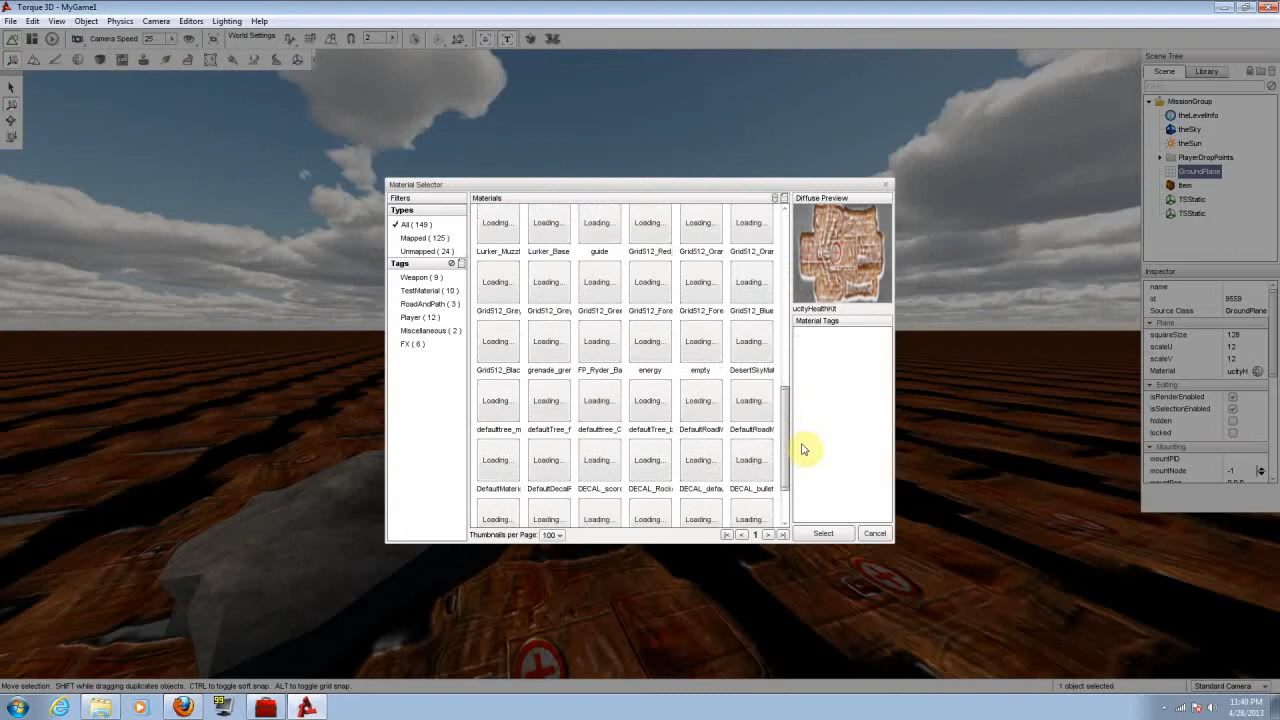 Torque 3D - MyGame1
File Edit View Object Physics Camera Editors Lighting Help
Camera Speed 25 World Settings 2
Scene Tree
Scene Library
MissionGroup
theLevelInfo
theSky
theSun
PlayerDropPoints
GroundPlane
Item
TSStatic
TSStatic
Material Selector
Filters
Types
All ( 149 )
Mapped ( 125 )
Unmapped ( 24 )
Tags
Weapon ( 9 )
TestMaterial ( 10 )
RoadAndPath ( 3 )
Player ( 12 )
Miscellaneous ( 2 )
FX ( 6 )
Materials
Loading... Loading... Loading... Loading... Loading... Loading...
Lurker_Muzzl Lurker_Base guide Grid512_Red Grid512_Orar Grid512_Orar
Loading... Loading... Loading... Loading... Loading... Loading...
Grid512_Grey Grid512_Grey Grid512_Gree Grid512_Fore Grid512_Fore Grid512_Blue
Loading... Loading... Loading... Loading... Loading... Loading...
Grid512_Blac grenade_grer FP_Ryder_Ba energy empty DesertSkyMat
Loading... Loading... Loading... Loading... Loading... Loading...
defaulttree_m defaultTree_f defaulttree_C defaultTree_b DefaultRoadM DefaultRoadM
Loading... Loading... Loading... Loading... Loading... Loading...
DefaultMateri DefaultDecalF DECAL_scorc DECAL_Rock DECAL_defau DECAL_bullet
Loading... Loading... Loading... Loading... Loading... Loading...
Thumbnails per Page: 100
|< < 1 > >|
Diffuse Preview
ucityHealthKit
Material Tags
Select Cancel
Inspector
name
id 9559
Source Class GroundPlane
Plane
squareSize 128
scaleU 12
scaleV 12
Material ucityH
Editing
isRenderEnabled
isSelectionEnabled
hidden
locked
Mounting
mountPID
mountNode -1
Move selection. SHIFT while dragging duplicates objects. CTRL to toggle soft snap. ALT to toggle grid snap.
1 object selected.
Standard Camera
99
11:40 PM
4/28/2013